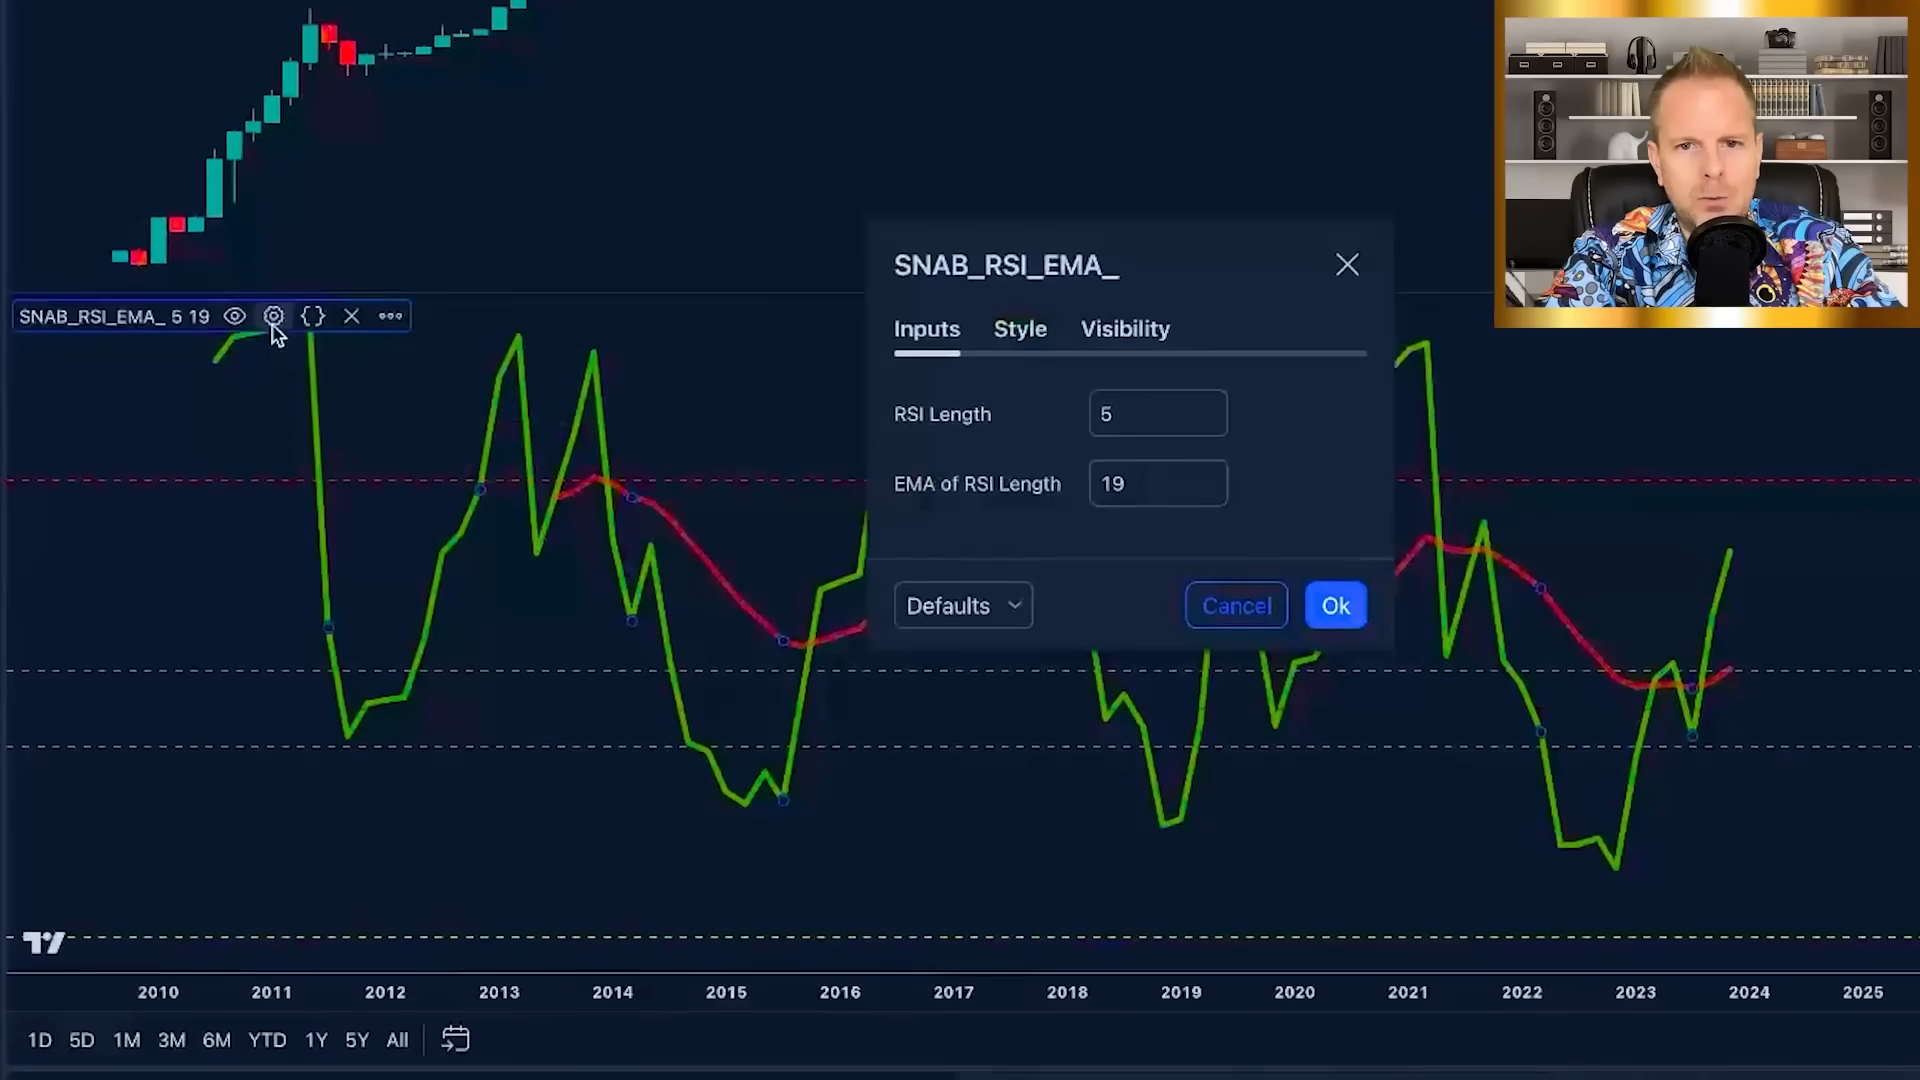 SNAB_RSI_EMA_
Inputs Style Visibility
SNAB_RSI_EMA_ 5 19
RSI Length 5
EMA of RSI Length 19
Defaults Cancel Ok
2010 2011 2012 2013 2014 2015 2016 2017 2018 2019 2020 2021 2022 2023 2024 2025
1D 5D 1M 3M 6M YTD 1Y 5Y All